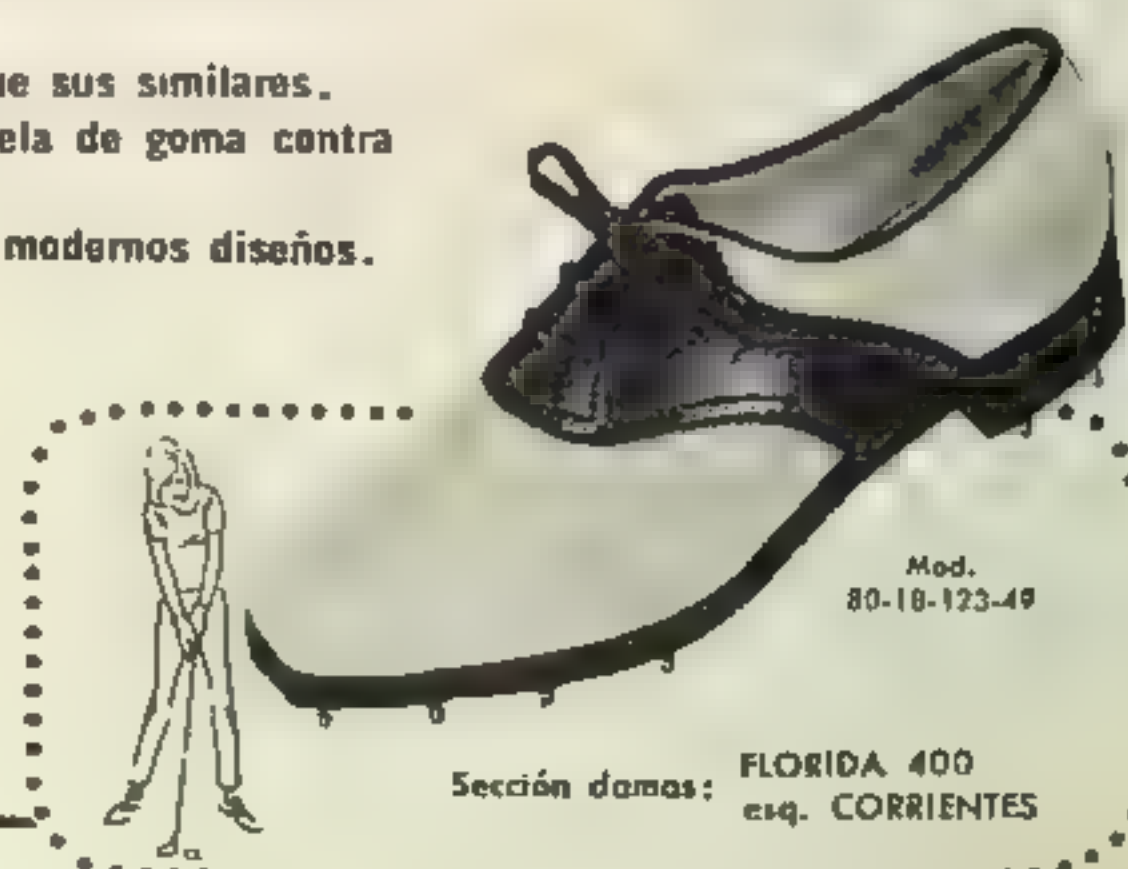 ue sus similares.
ela de goma contra
modernos diseños.
Mod.
80-18-123-49
Sección damas: FLORIDA 400
esq. CORRIENTES